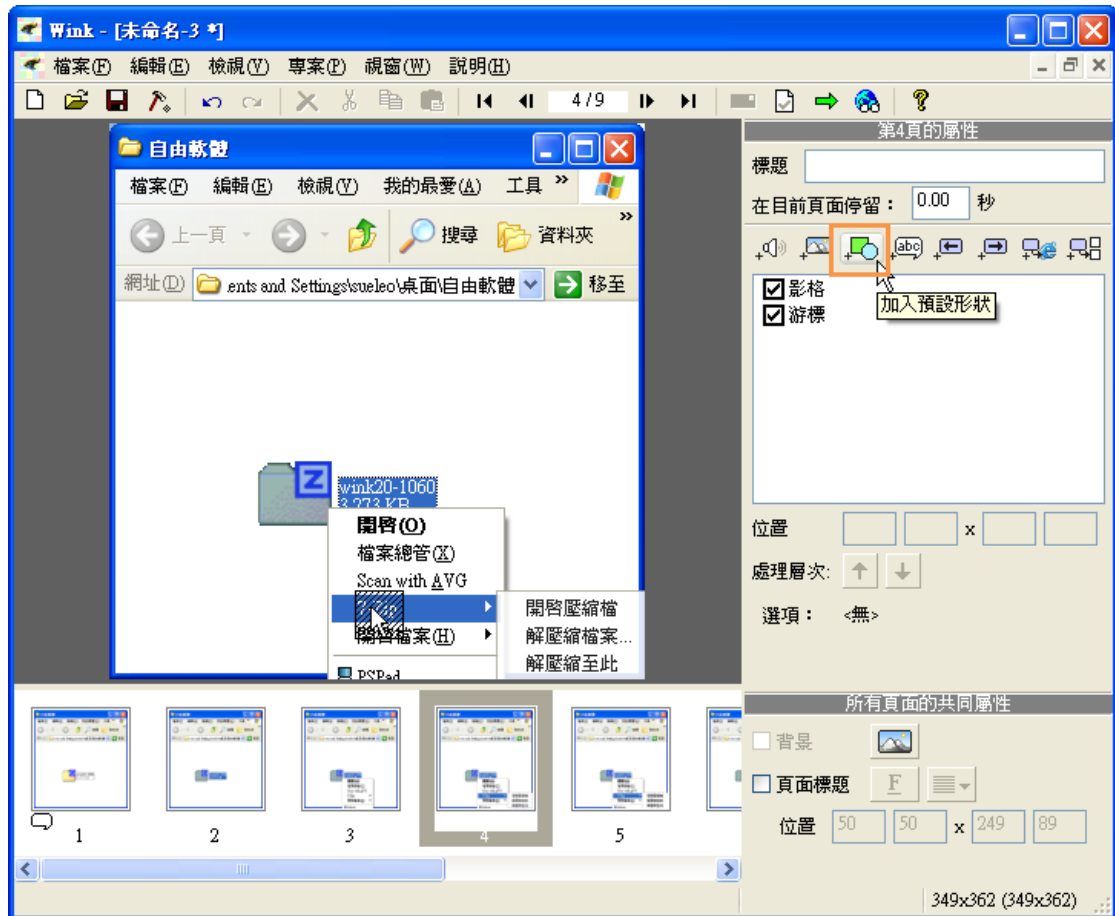 Wink - [未命名-3 *]
檔案(F) 編輯(E) 檢視(V) 專案(P) 視窗(W) 說明(H)
4/9
自由軟體
檔案(F) 編輯(E) 檢視(V) 我的最愛(A) 工具 »
上一頁 搜尋 資料夾 »
網址(D) ents and Settings\sueleo\桌面\自由軟體 移至
Z
wink20-1060
3,273 KB
開啓(O)
檔案總管(X)
Scan with AVG
開啓檔案(H)
PSPad
開啓壓縮檔
解壓縮檔案...
解壓縮至此
第4頁的屬性
標題
在目前頁面停留： 0.00 秒
abc
影格
游標
加入預設形狀
位置 x
處理層次:
選項： <無>
所有頁面的共同屬性
背景
頁面標題 F
位置 50 50 x 249 89
1 2 3 4 5
349x362 (349x362)